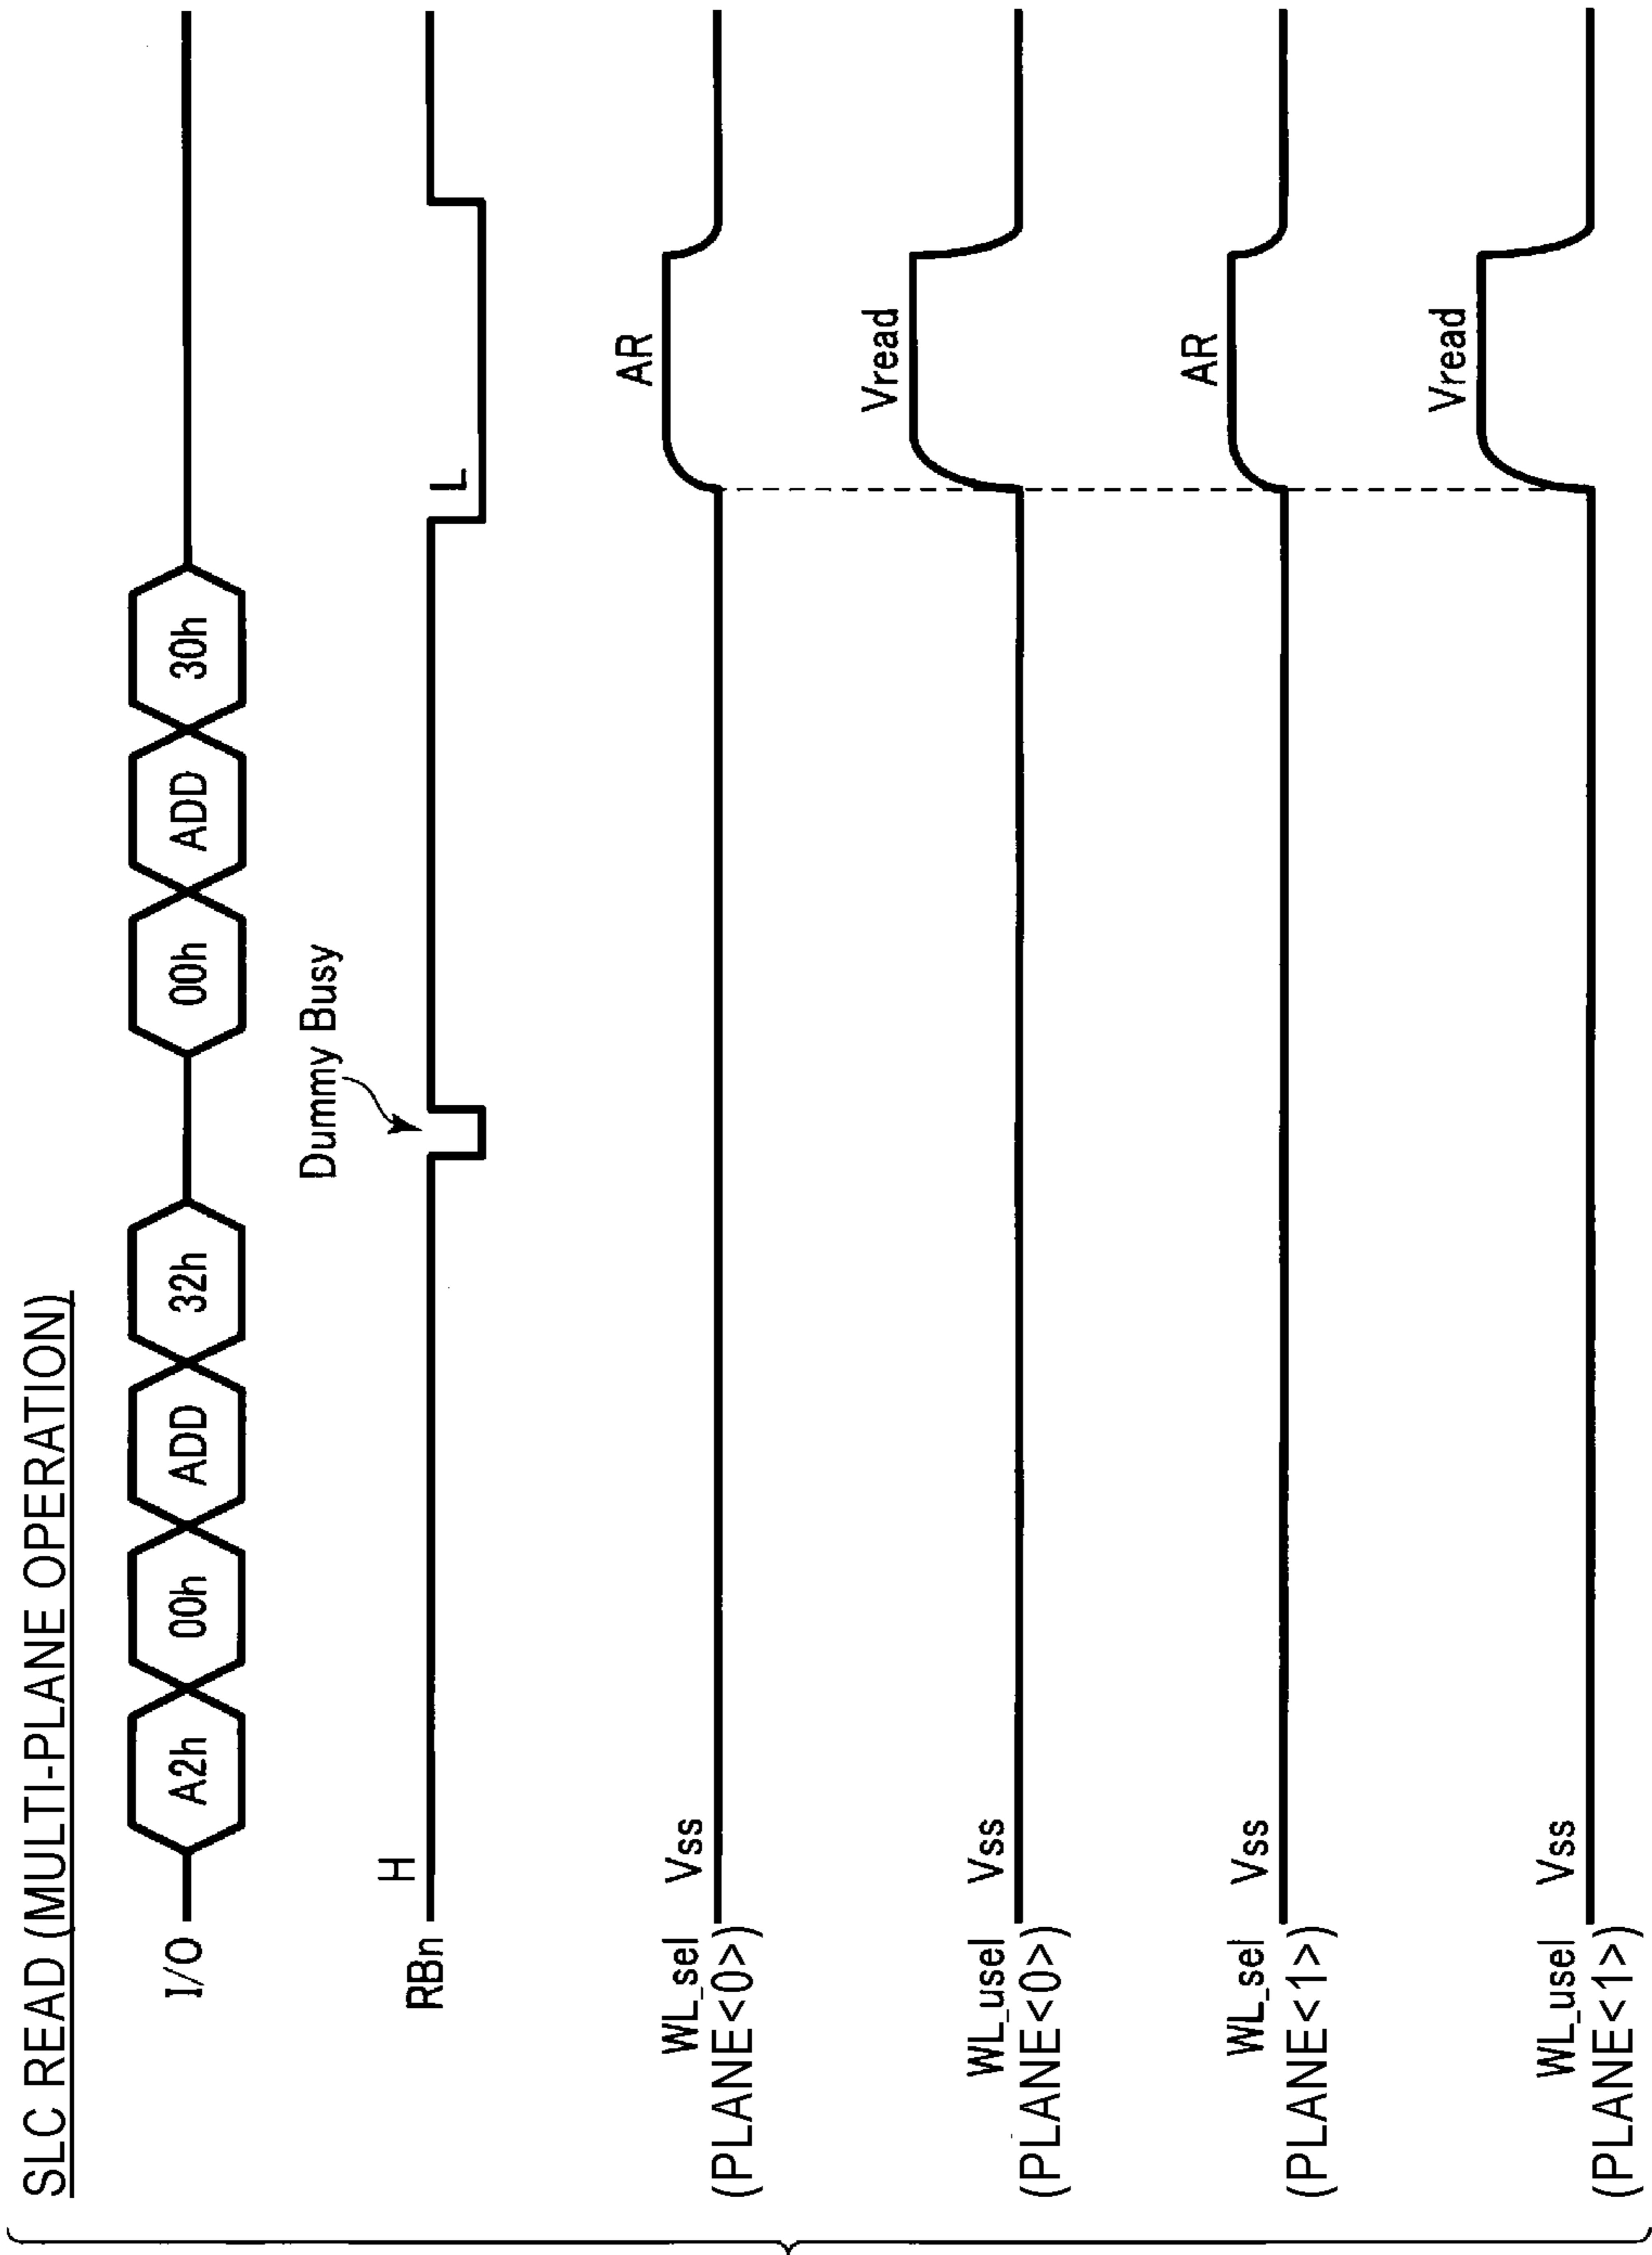 SLC READ (MULTI-PLANE OPERATION)
I/O
A2h
00h
ADD
32h
00h
ADD
30h
Dummy Busy
RBn
H
L
WL_sel
(PLANE<0>)
Vss
AR
WL_usel
(PLANE<0>)
Vss
Vread
WL_sel
(PLANE<1>)
Vss
AR
WL_usel
(PLANE<1>)
Vss
Vread